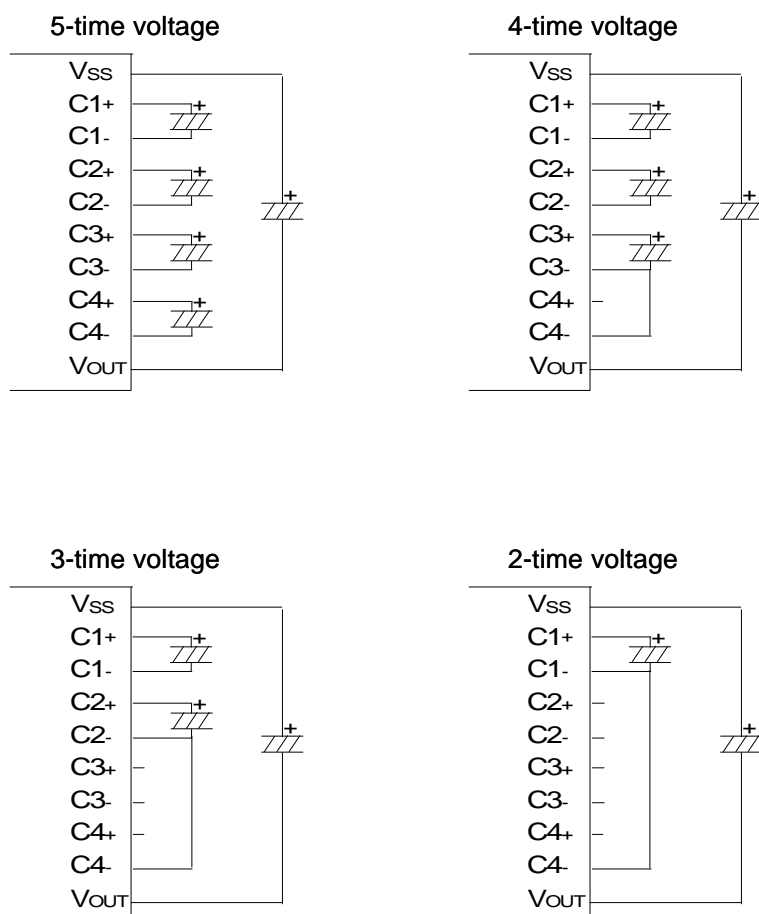 5-time voltage
VSS
C1+
C1-
C2+
C2-
C3+
C3-
C4+
C4-
VOUT
+
+
+
+
+
4-time voltage
VSS
C1+
C1-
C2+
C2-
C3+
C3-
C4+
C4-
VOUT
+
+
+
+
3-time voltage
VSS
C1+
C1-
C2+
C2-
C3+
C3-
C4+
C4-
VOUT
+
+
+
2-time voltage
VSS
C1+
C1-
C2+
C2-
C3+
C3-
C4+
C4-
VOUT
+
+